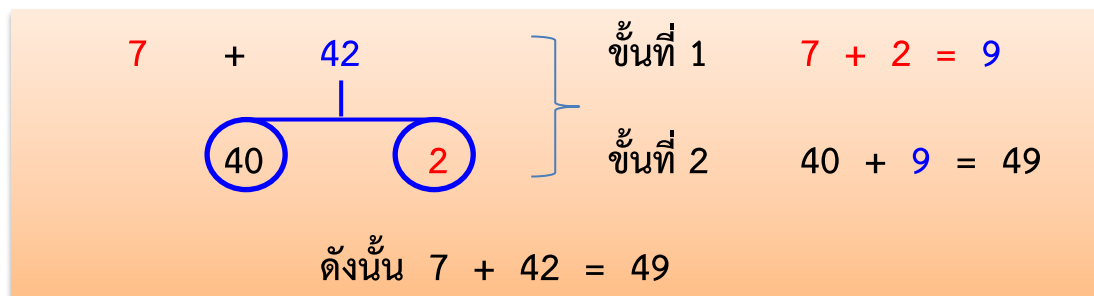 7 + 42 ขั้นที่ 1 7 + 2 = 9
40 2 ขั้นที่ 2 40 + 9 = 49
ดังนั้น 7 + 42 = 49